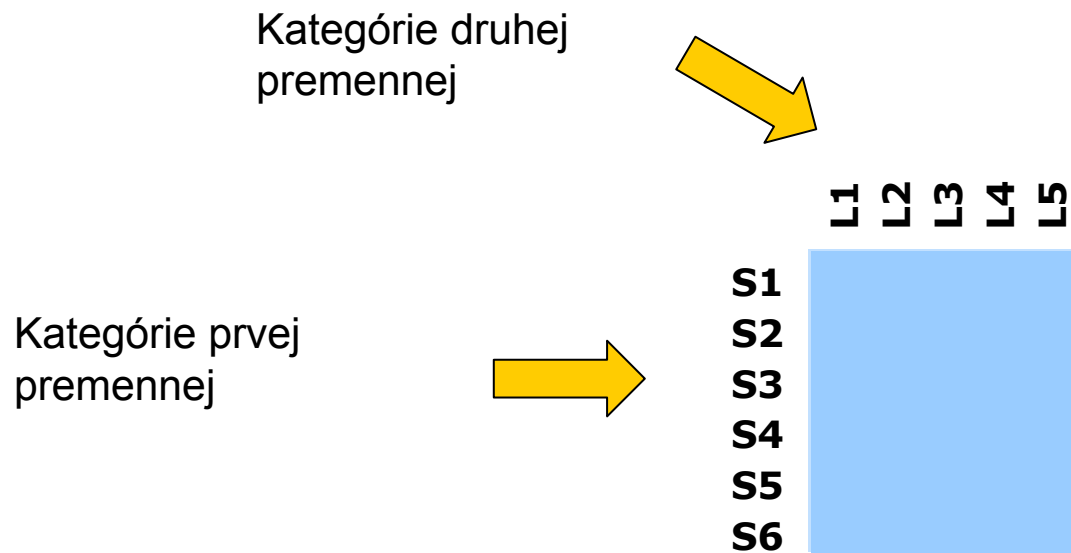 Kategórie druhej
premennej
L1 L2 L3 L4 L5
S1
S2
Kategórie prvej
premennej
S3
S4
S5
S6